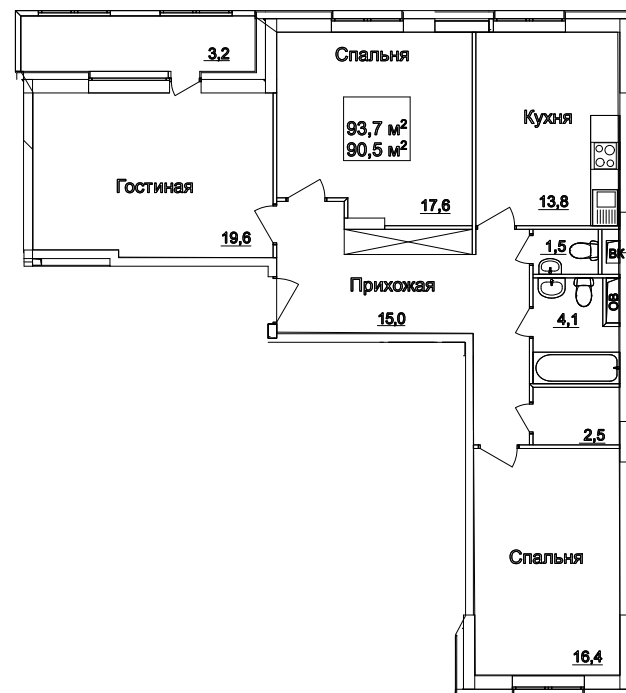 3,2
Спальня
93,7 м²
90,5 м²
Кухня
Гостиная
17,6
13,8
19,6
1,5
ВК
Прихожая
ОВ
15,0
4,1
2,5
Спальня
16,4